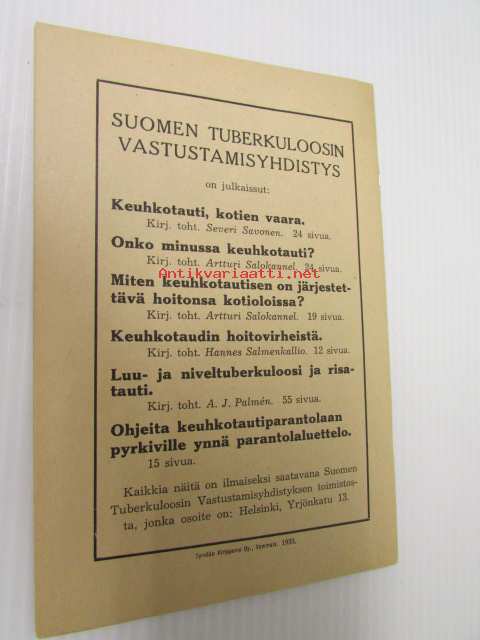 SUOMEN TUBERKULOOSIN
VASTUSTAMISYHDISTYS
on julkaissut:
Keuhkotauti, kotien vaara.
Kirj. toht. Severi Savonen. 24 sivua.
Onko minussa keuhkotauti?
Kirj. toht. Artturi Salokannel. 24 sivua.
Antikvariaatti.net
Miten keuhkotautisen on järjestet-
tävä hoitonsa kotioloissa?
Kirj. toht. Artturi Salokannel. 19 sivua.
Keuhkotaudin hoitovirheistä.
Kirj. toht. Hannes Salmenkallio. 12 sivua.
Luu- ja niveltuberkuloosi ja risa-
tauti.
Kirj. toht. A. J. Palmén. 55 sivua.
Ohjeita keuhkotautiparantolaan
pyrkiville ynnä parantolaluettelo.
15 sivua.
Kaikkia näitä on ilmaiseksi saatavana Suomen
Tuberkuloosin Vastustamisyhdistyksen toimistos-
ta, jonka osoite on: Helsinki, Yrjönkatu 13.
Oy., 1933.